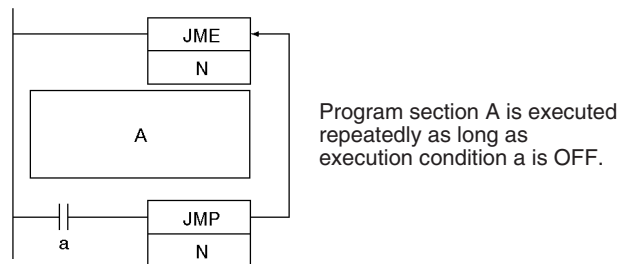 JME
N
A
Program section A is executed
repeatedly as long as
execution condition a is OFF.
JMP
N
a